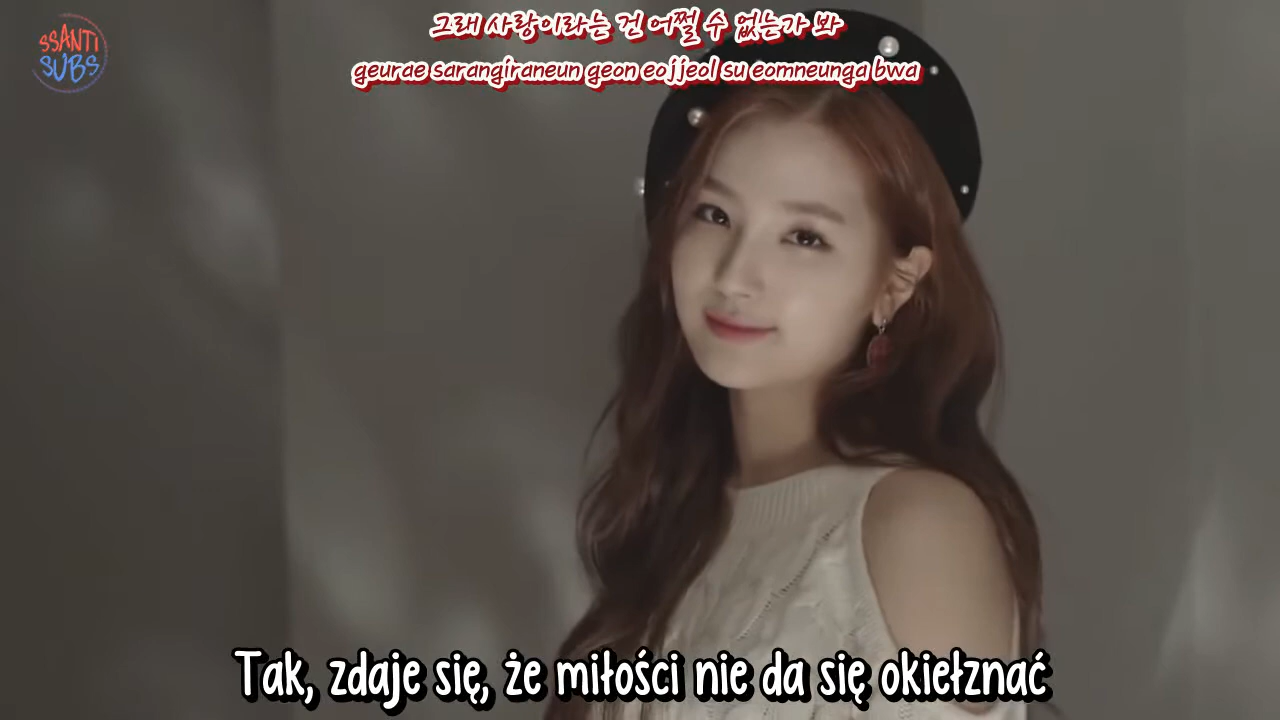 SSANTI
SUBS
그래 사랑이라는 건 어쩔 수 없는가 봐
geurae sarangiraneun geon eojjeol su eomneunga bwa
Tak, zdaje się, że miłości nie da się okiełznać